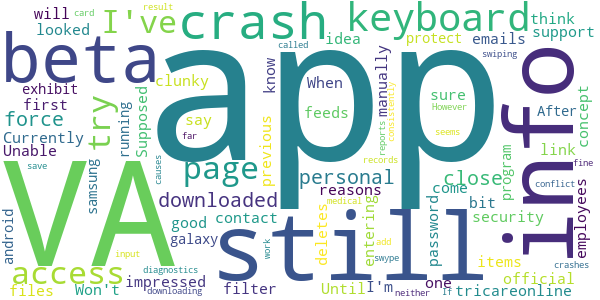 result
card
I've crash keyboard
beta app info
will looked idea protect emails think support
swiping called
clunky When know manually
exhibit try Supposed
first force say feeds sure However concept
Currently running far
After
Unable reports consistently seems
VA still
page previous reasons personal close link employees
records program fine
android samsung save causes
access downloaded come
contact deletes entering password bit security conflict
good one items
galaxy medical add official
impressed work Until I'm swype
input filter
Won't diagnostics neither If crashes
files downloading tricareonline